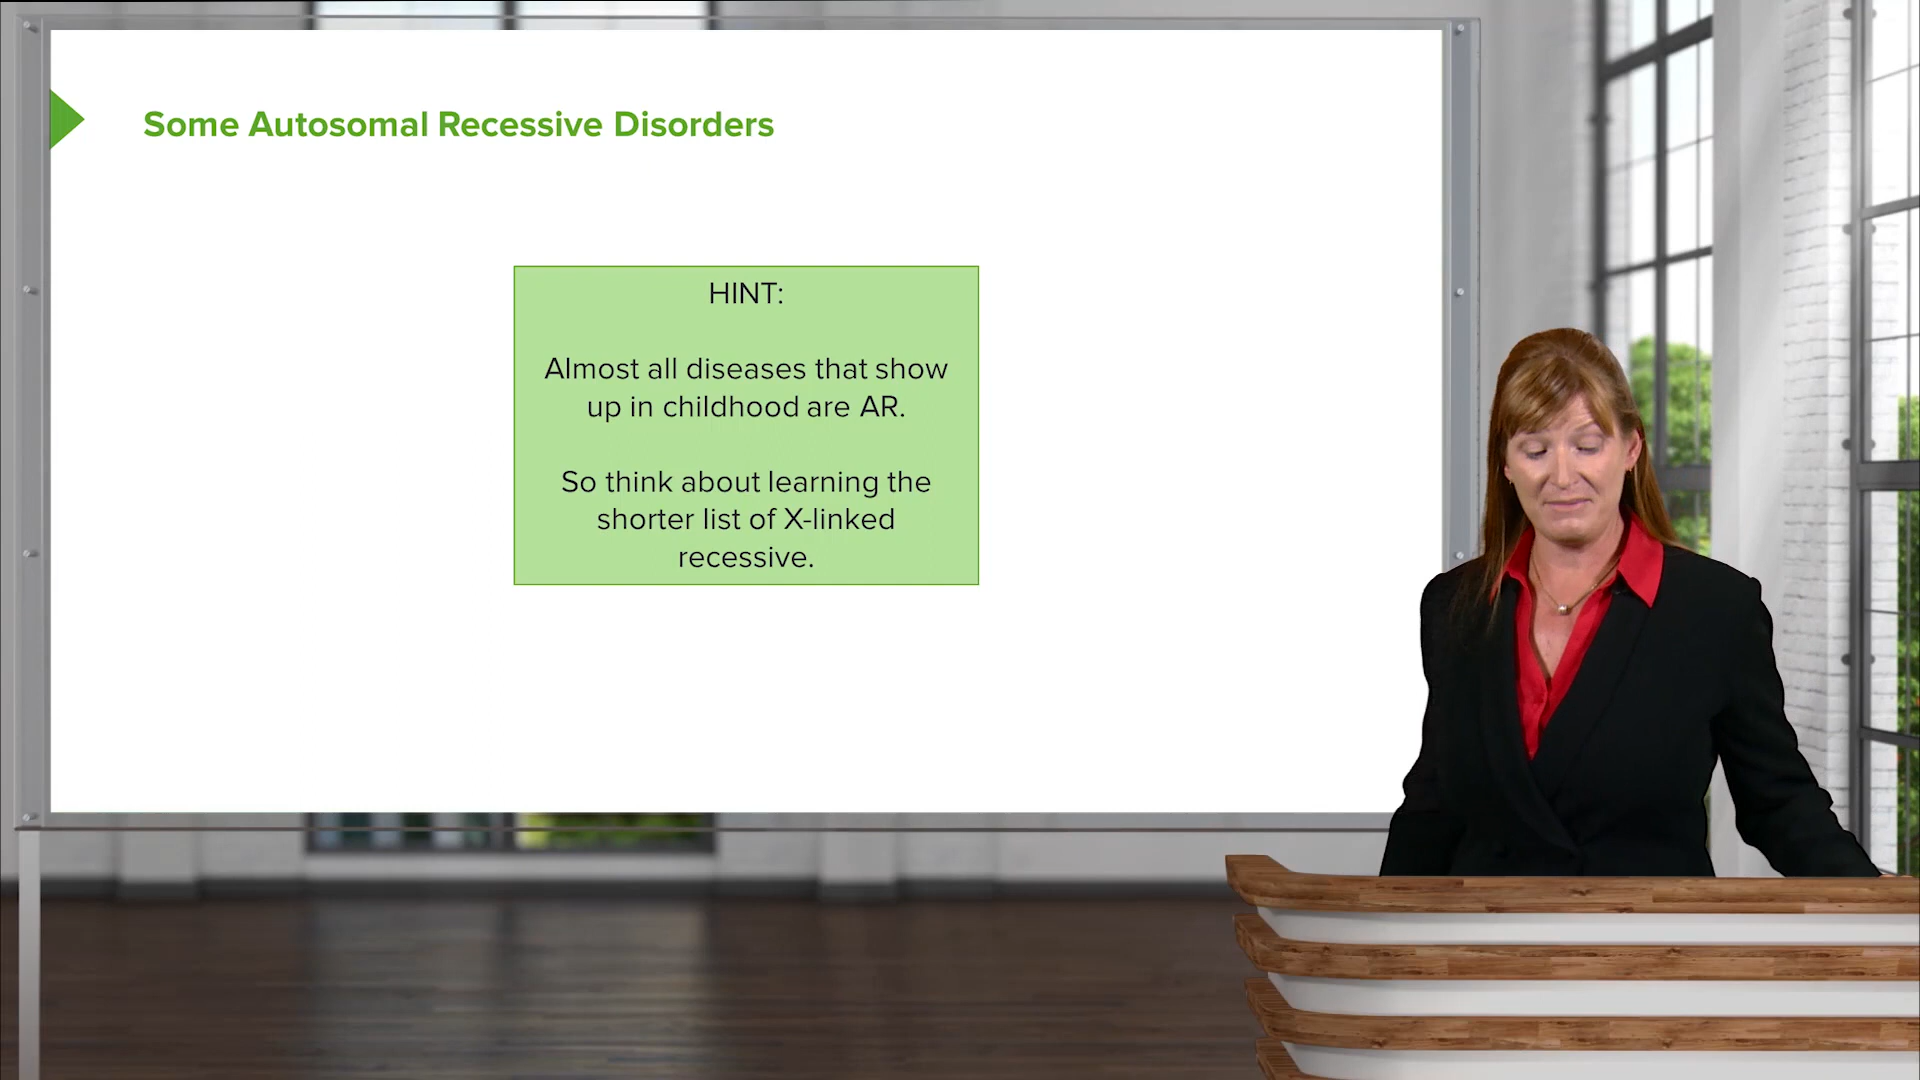 Some Autosomal Recessive Disorders
HINT:
Almost all diseases that show
up in childhood are AR.
So think about learning the
shorter list of X-linked
recessive.